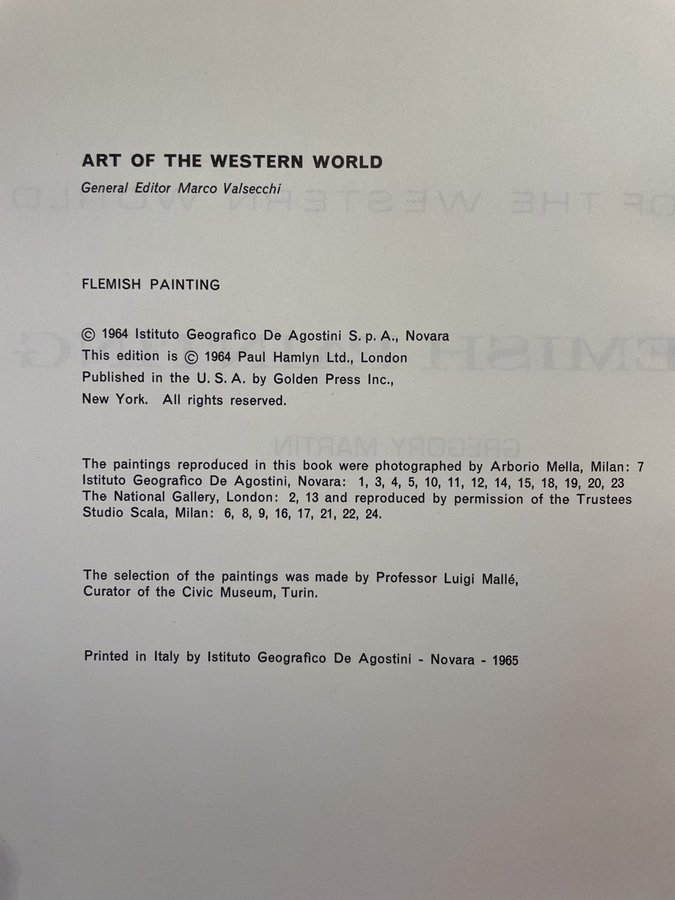 ART OF THE WESTERN WORLD
General Editor Marco Valsecchi
FLEMISH PAINTING
© 1964 Istituto Geografico De Agostini S. p. A., Novara
This edition is © 1964 Paul Hamlyn Ltd., London
Published in the U. S. A. by Golden Press Inc.,
New York. All rights reserved.
The paintings reproduced in this book were photographed by Arborio Mella, Milan: 7
Istituto Geografico De Agostini, Novara: 1, 3, 4, 5, 10, 11, 12, 14, 15, 18, 19, 20, 23
The National Gallery, London: 2, 13 and reproduced by permission of the Trustees
Studio Scala, Milan: 6, 8, 9, 16, 17, 21, 22, 24.
The selection of the paintings was made by Professor Luigi Mallé,
Curator of the Civic Museum, Turin.
Printed in Italy by Istituto Geografico De Agostini - Novara - 1965